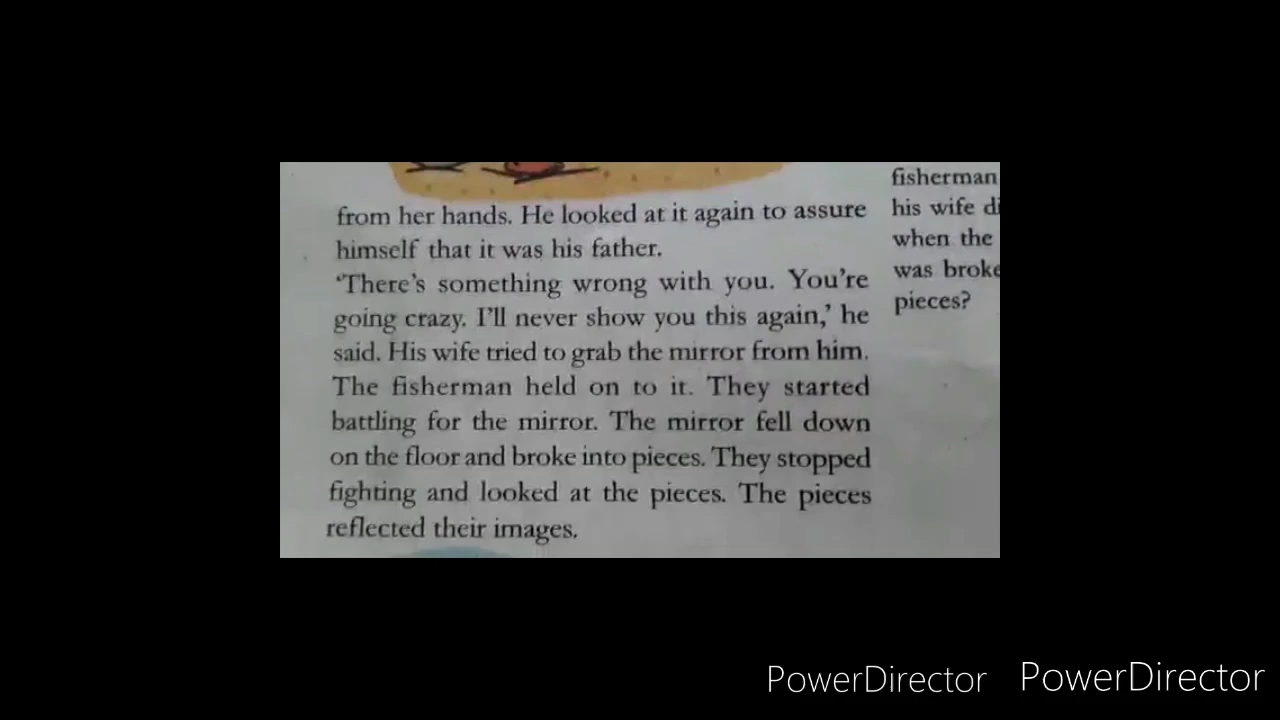 from her hands. He looked at it again to assure
himself that it was his father.
‘There’s something wrong with you. You’re
going crazy. I’ll never show you this again,’ he
said. His wife tried to grab the mirror from him.
The fisherman held on to it. They started
battling for the mirror. The mirror fell down
on the floor and broke into pieces. They stopped
fighting and looked at the pieces. The pieces
reflected their images.
fisherman
his wife
when the
was
pieces?
PowerDirector PowerDirector